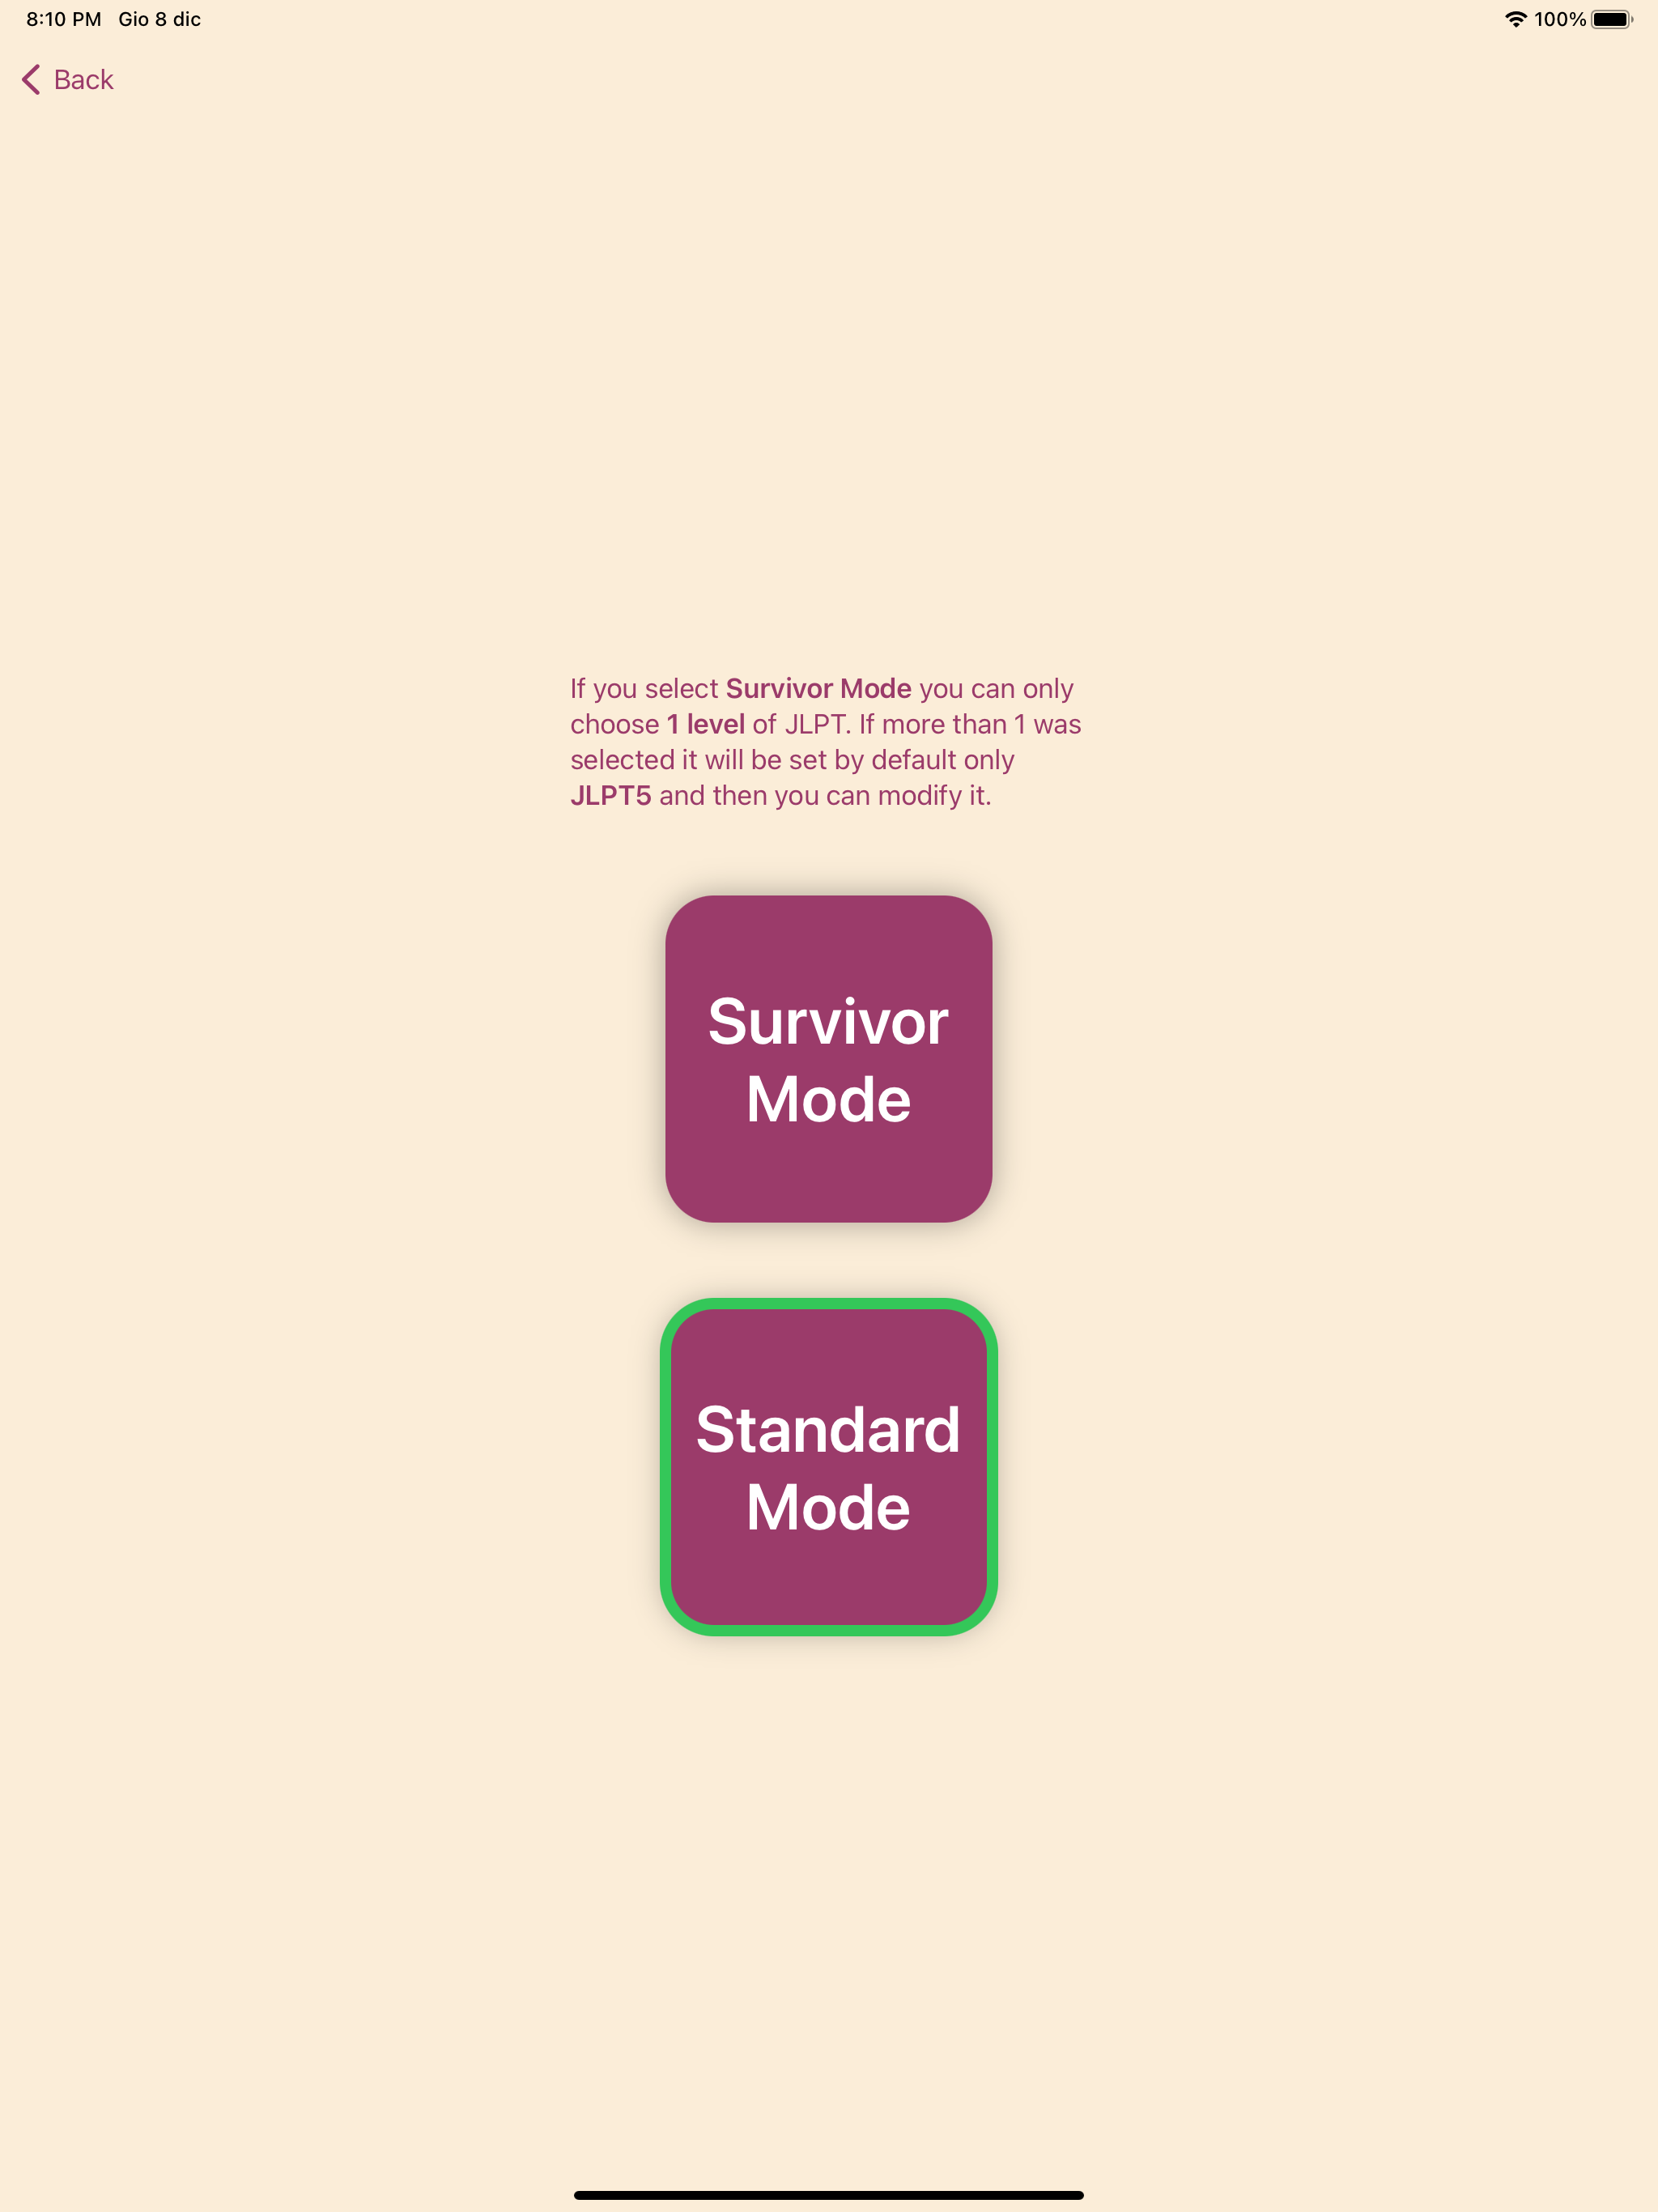 8:10 PM Gio 8 dic 100%
Back
If you select Survivor Mode you can only
choose 1 level of JLPT. If more than 1 was
selected it will be set by default only
JLPT5 and then you can modify it.
Survivor
Mode
Standard
Mode